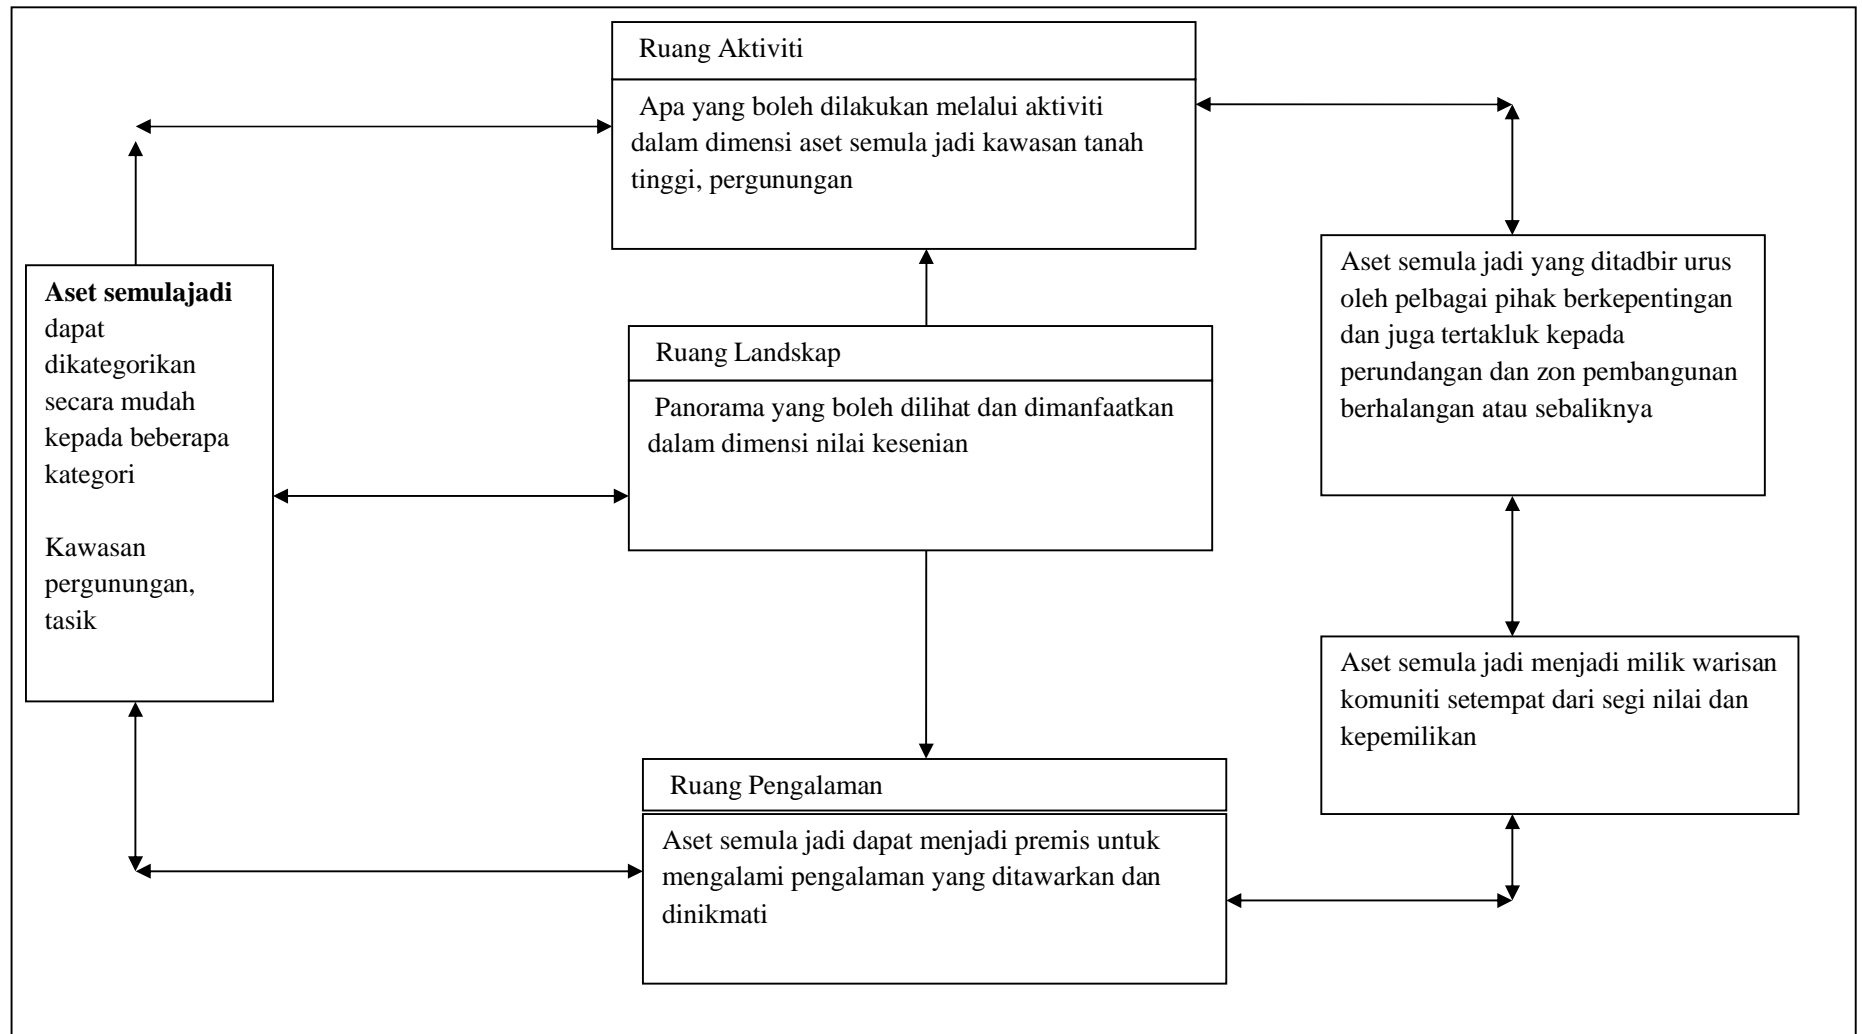 Ruang Aktiviti
Apa yang boleh dilakukan melalui aktiviti
dalam dimensi aset semula jadi kawasan tanah
tinggi, pergunungan
Aset semulajadi
dapat
dikategorikan
secara mudah
kepada beberapa
kategori
Kawasan
pergunungan,
tasik
Ruang Landskap
Panorama yang boleh dilihat dan dimanfaatkan
dalam dimensi nilai kesenian
Aset semula jadi yang ditadbir urus
oleh pelbagai pihak berkepentingan
dan juga tertakluk kepada
perundangan dan zon pembangunan
berhalangan atau sebaliknya
Aset semula jadi menjadi milik warisan
komuniti setempat dari segi nilai dan
kepemilikan
Ruang Pengalaman
Aset semula jadi dapat menjadi premis untuk
mengalami pengalaman yang ditawarkan dan
dinikmati